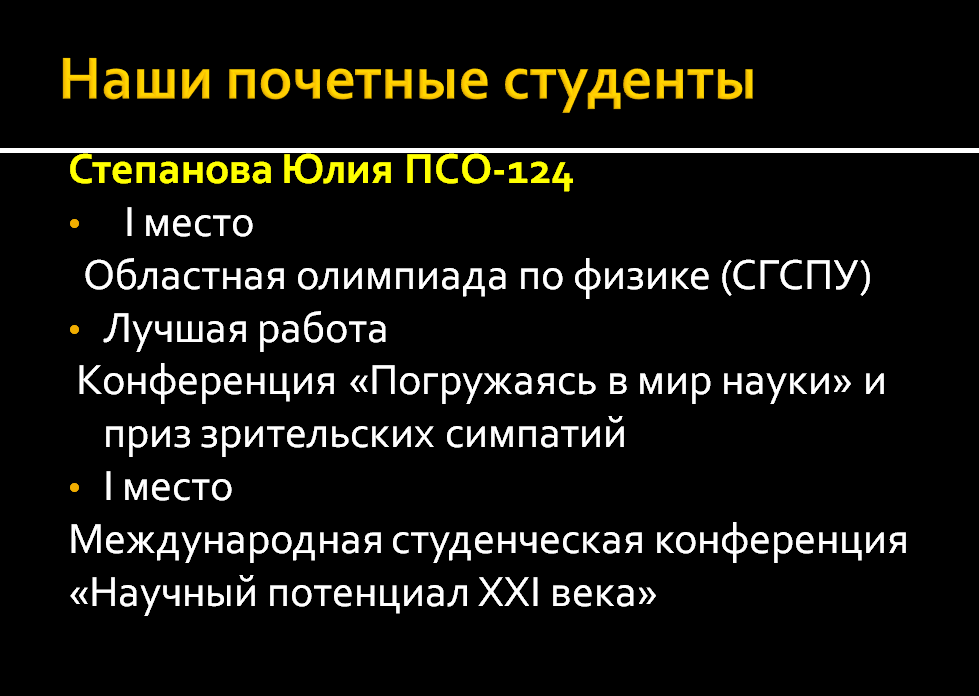 Наши почетные студенты
Степанова Юлия ПСО-124
• I место
Областная олимпиада по физике (СГСПУ)
• Лучшая работа
Конференция «Погружаясь в мир науки» и
приз зрительских симпатий
• I место
Международная студенческая конференция
«Научный потенциал XXI века»